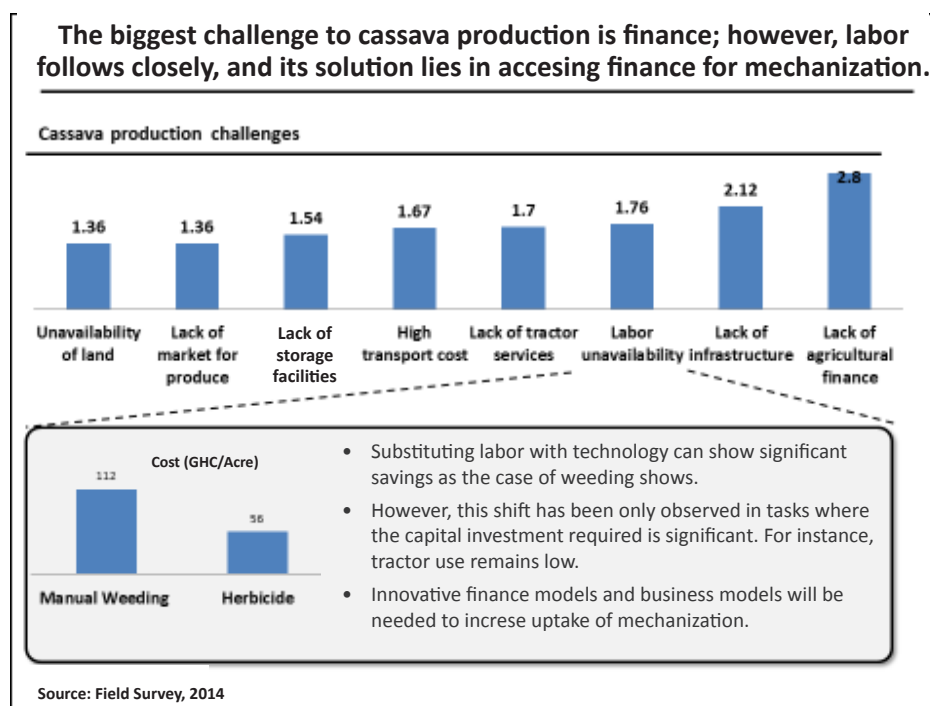 The biggest challenge to cassava production is finance; however, labor
follows closely, and its solution lies in accesing finance for mechanization.
Cassava production challenges
1.36
1.36
1.54
1.67
1.7
1.76
2.12
2.8
Unavailability
of land
Lack of
market for
produce
Lack of
storage
facilities
High
transport cost
Lack of tractor
services
Labor
unavailability
Lack of
infrastructure
Lack of
agricultural
finance
Cost (GHC/Acre)
112
56
Manual Weeding
Herbicide
• Substituting labor with technology can show significant
savings as the case of weeding shows.
• However, this shift has been only observed in tasks where
the capital investment required is significant. For instance,
tractor use remains low.
• Innovative finance models and business models will be
needed to increse uptake of mechanization.
Source: Field Survey, 2014